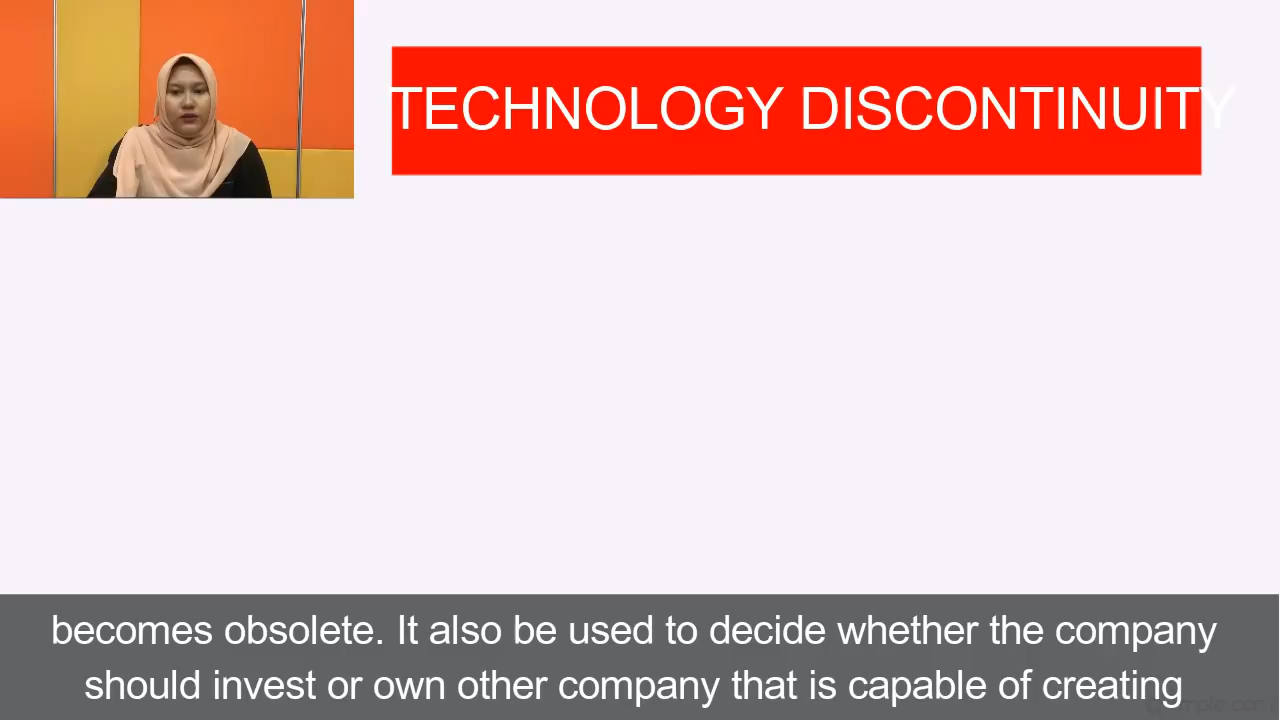 TECHNOLOGY DISCONTINUITY
becomes obsolete. It also be used to decide whether the company
should invest or own other company that is capable of creating